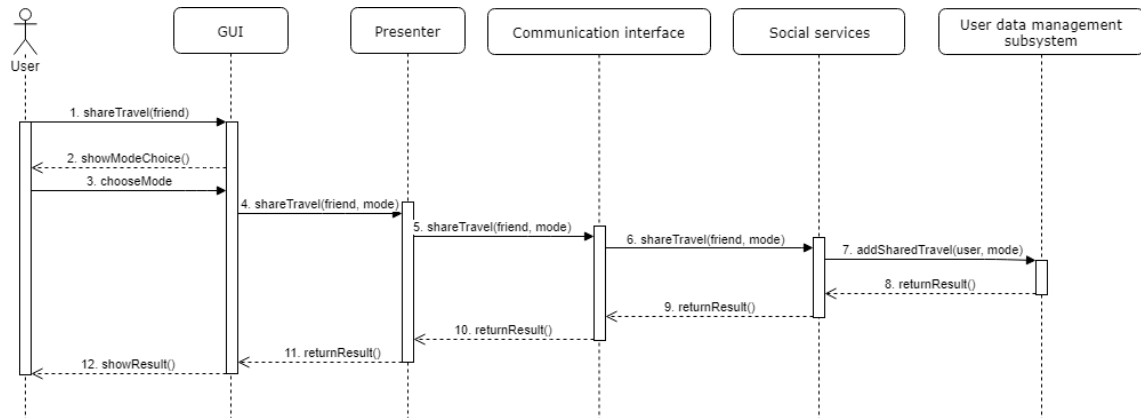 User
GUI
Presenter
Communication interface
Social services
User data management
subsystem
1. shareTravel(friend)
2. showModeChoice()
3. chooseMode
4. shareTravel(friend, mode)
5. shareTravel(friend, mode)
6. shareTravel(friend, mode)
7. addSharedTravel(user, mode)
8. returnResult()
9. returnResult()
10. returnResult()
11. returnResult()
12. showResult()